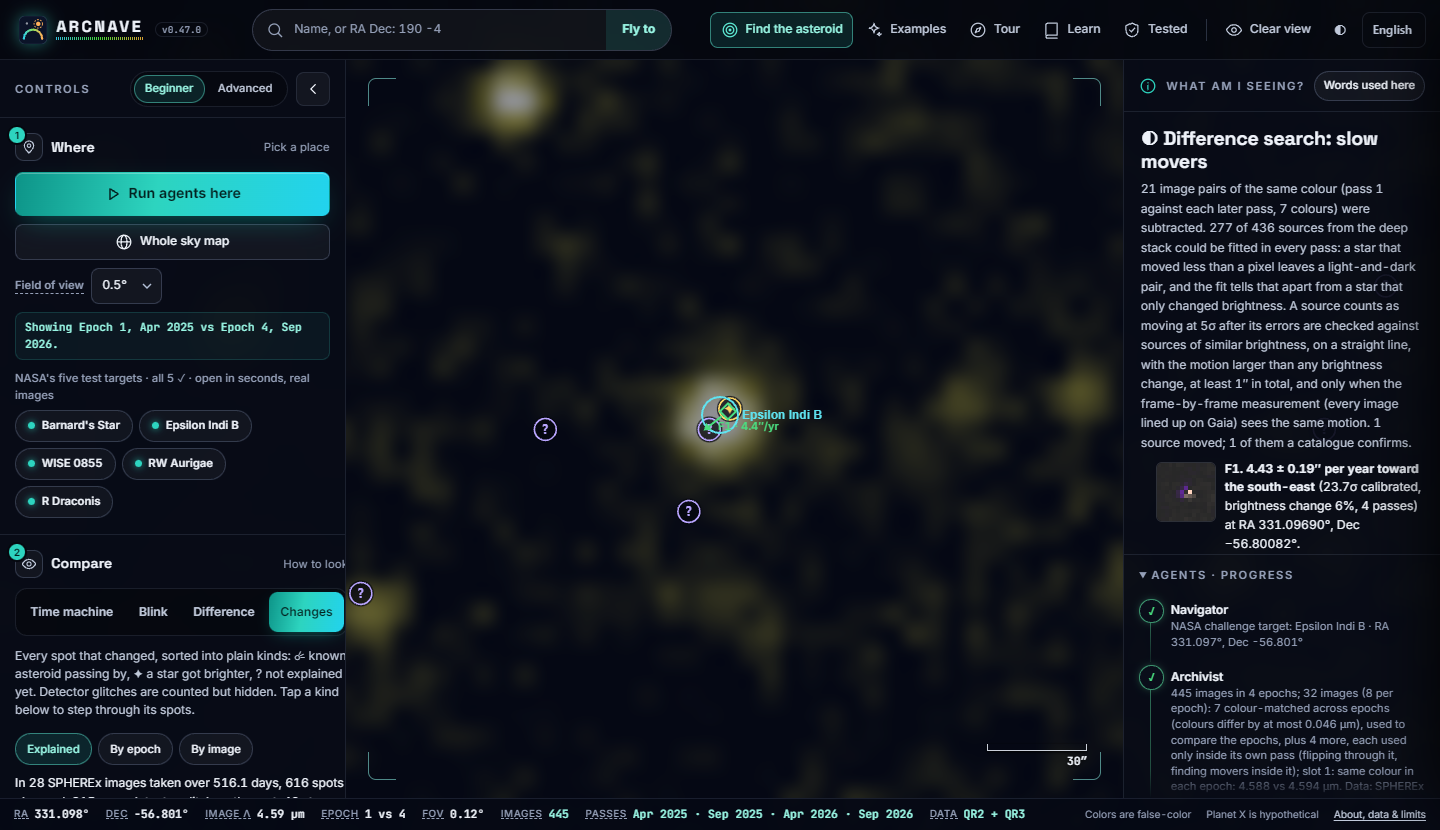 ARCNAVE
v0.47.0
Name, or RA Dec: 190 -4
Fly to
Find the asteroid
Examples
Tour
Learn
Tested
Clear view
English
CONTROLS
Beginner
Advanced
1
Where
Pick a place
Run agents here
Whole sky map
Field of view
0.5°
Showing Epoch 1, Apr 2025 vs Epoch 4, Sep
2026.
NASA's five test targets · all 5 ✓ · open in seconds, real
images
Barnard's Star
Epsilon Indi B
WISE 0855
RW Aurigae
R Draconis
2
Compare
How to look
Time machine
Blink
Difference
Changes
Every spot that changed, sorted into plain kinds: known
asteroid passing by, ✦ a star got brighter, ? not explained
yet. Detector glitches are counted but hidden. Tap a kind
below to step through its spots.
Explained
By epoch
By image
In 28 SPHEREx images taken over 516.1 days, 616 spots
Epsilon Indi B
4.4″/yr
?
?
?
30″
WHAT AM I SEEING?
Words used here
Difference search: slow
movers
21 image pairs of the same colour (pass 1
against each later pass, 7 colours) were
subtracted. 277 of 436 sources from the deep
stack could be fitted in every pass: a star that
moved less than a pixel leaves a light-and-dark
pair, and the fit tells that apart from a star that
only changed brightness. A source counts as
moving at 5σ after its errors are checked against
sources of similar brightness, on a straight line,
with the motion larger than any brightness
change, at least 1″ in total, and only when the
frame-by-frame measurement (every image
lined up on Gaia) sees the same motion. 1
source moved; 1 of them a catalogue confirms.
F1. 4.43 ± 0.19″ per year toward
the south-east (23.7σ calibrated,
brightness change 6%, 4 passes)
at RA 331.09690°, Dec
−56.80082°.
▼ AGENTS · PROGRESS
✓
Navigator
NASA challenge target: Epsilon Indi B · RA
331.097°, Dec −56.801°
✓
Archivist
445 images in 4 epochs; 32 images (8 per
epoch): 7 colour-matched across epochs
(colours differ by at most 0.046 µm), used to
compare the epochs, plus 4 more, each used
only inside its own pass (flipping through it,
finding movers inside it); slot 1: same colour in
each epoch: 4.588 vs 4.594 µm. Data: SPHEREx
RA 331.098° DEC -56.801° IMAGE Λ 4.59 µm EPOCH 1 vs 4 FOV 0.12° IMAGES 445 PASSES Apr 2025 · Sep 2025 · Apr 2026 · Sep 2026 DATA QR2 + QR3
Colors are false-color Planet X is hypothetical About, data & limits